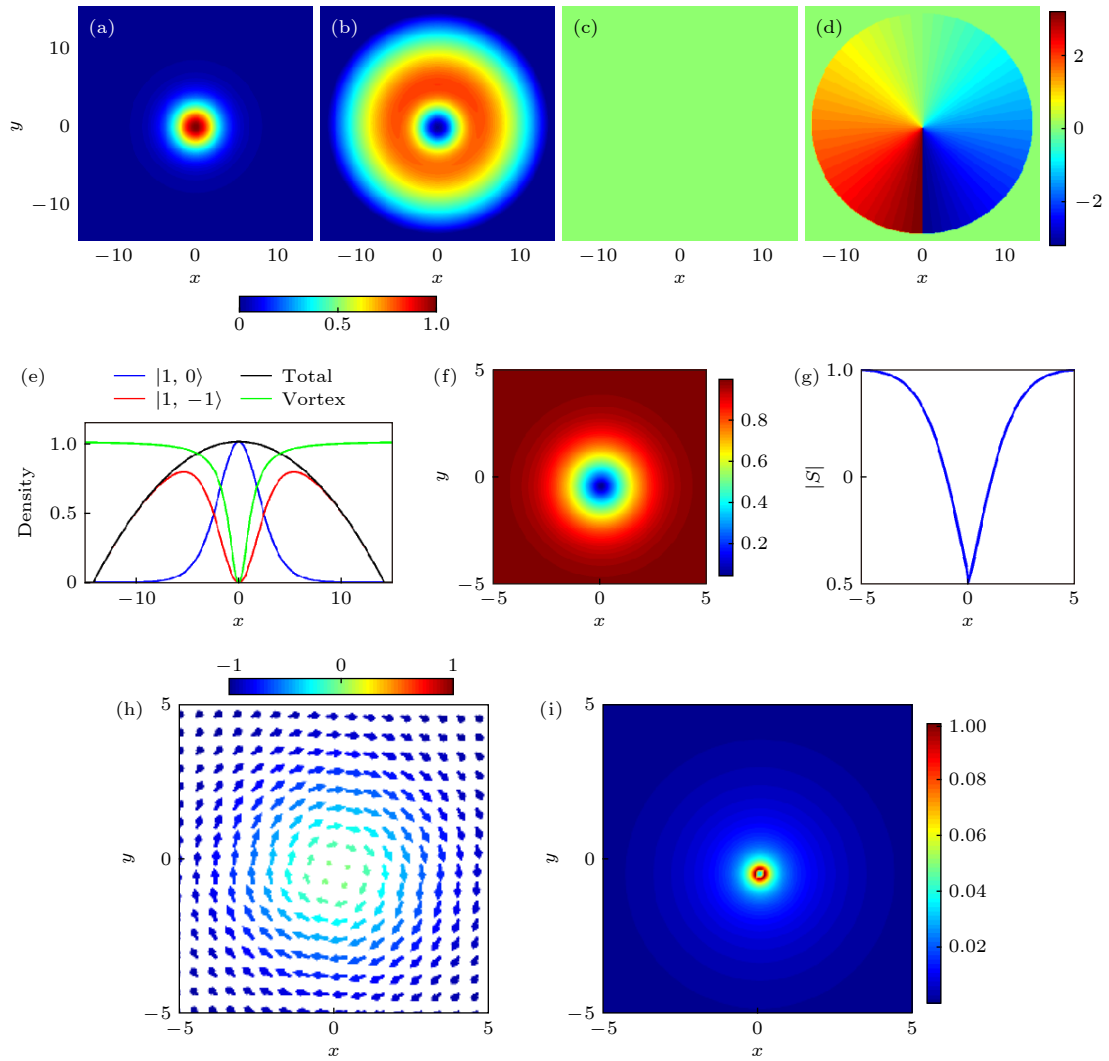 (a) (b) (c) (d)
10
0
−10
y
2
0
−2
−10 0 10 −10 0 10 −10 0 10 −10 0 10
x x x x
0 0.5 1.0
(e) |1, 0⟩ Total
|1, −1⟩ Vortex
1.0
0.5
0
Density
−10 0 10
x
(f)
5
0
−5
y
−5 0 5
x
0.8
0.6
0.4
0.2
(g)
1.0
0
0.5
|S|
−5 0 5
x
(h)
−1 0 1
5
0
−5
y
−5 0 5
x
(i)
5
0
−5
y
−5 0 5
x
1.00
0.08
0.06
0.04
0.02